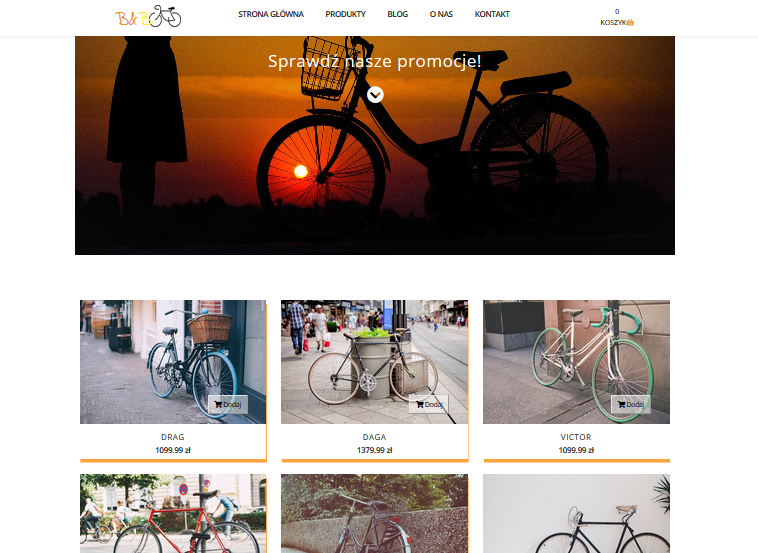 B&B
STRONA GŁÓWNA PRODUKTY BLOG O NAS KONTAKT
0
KOSZYK
Sprawdź nasze promocje!
Dodaj Dodaj Dodaj
DRAG DAGA VICTOR
1099.99 zł 1379.99 zł 1099.99 zł